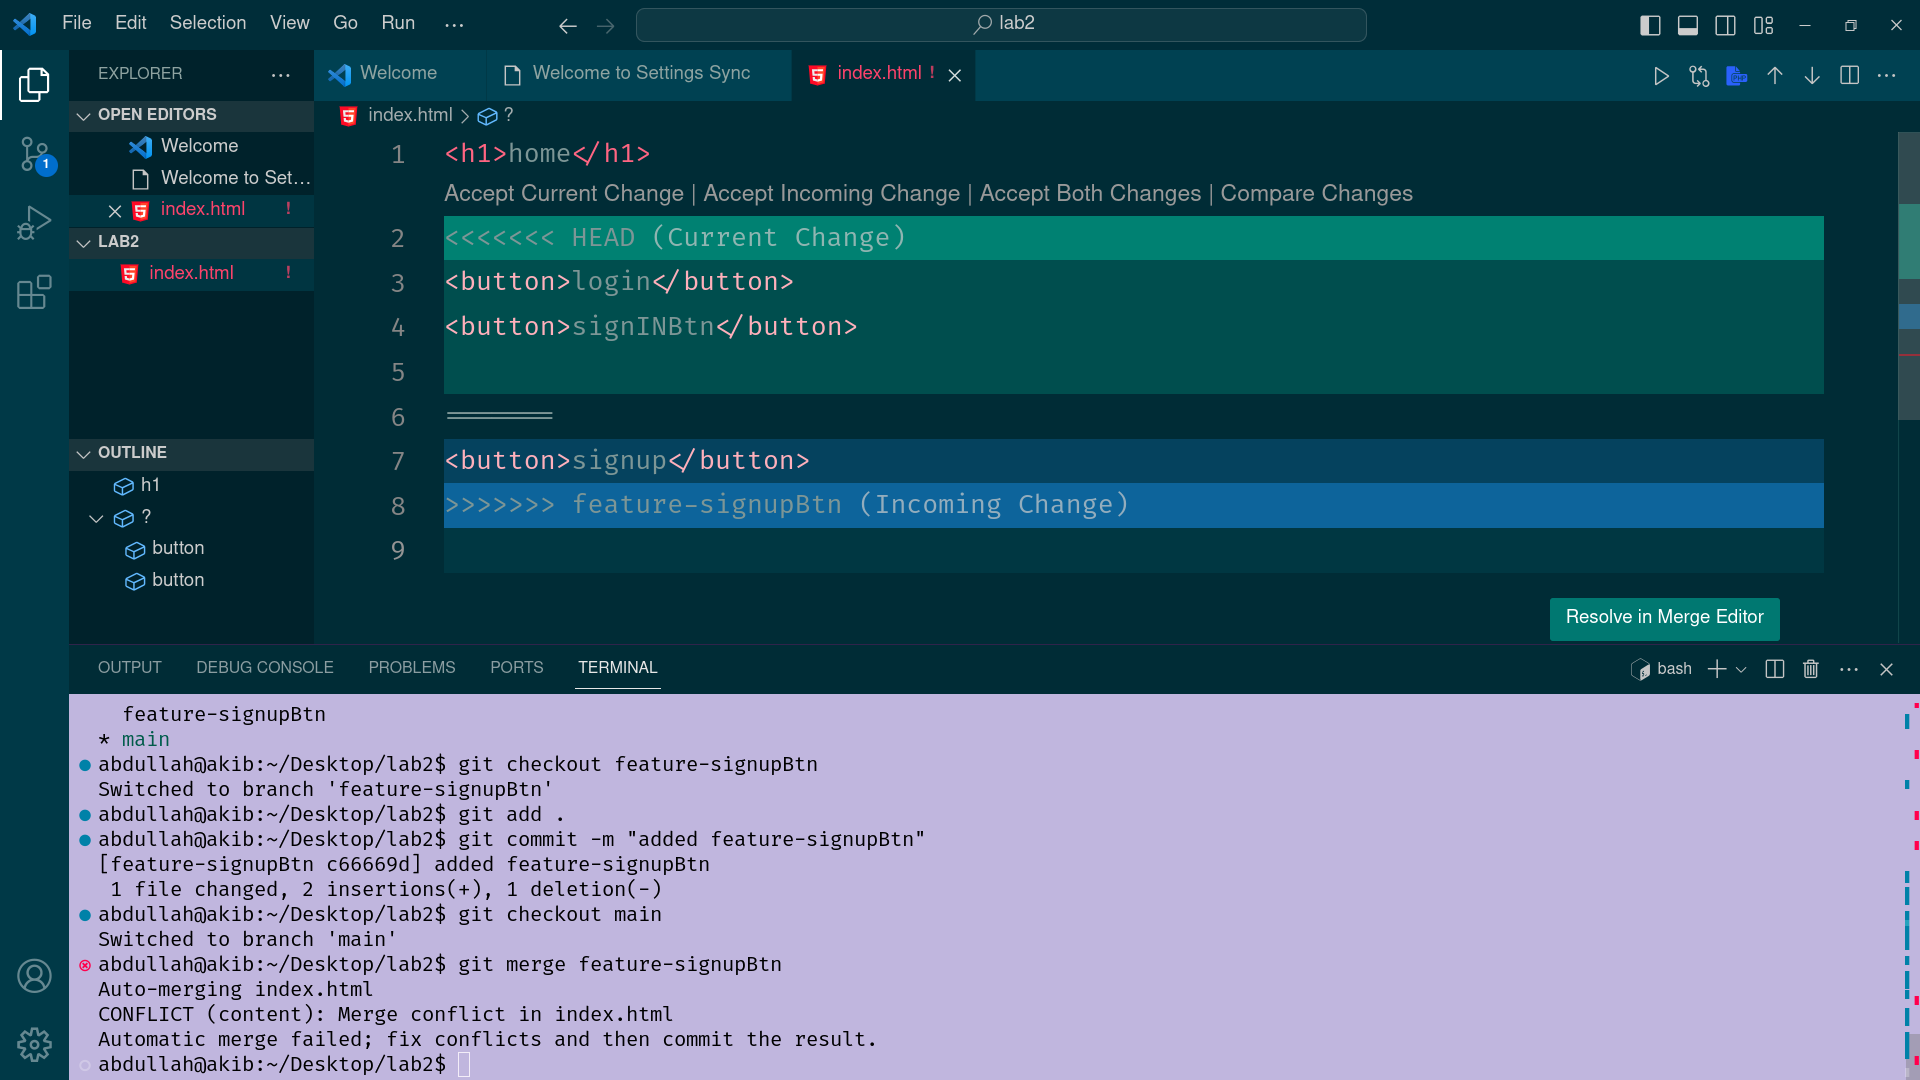 File Edit Selection View Go Run ···
lab2
EXPLORER ···
Welcome
Welcome to Settings Sync
index.html !
OPEN EDITORS
Welcome
Welcome to Set...
index.html !
LAB2
index.html !
OUTLINE
h1
?
button
button
1
index.html > ?
1 <h1>home</h1>
Accept Current Change | Accept Incoming Change | Accept Both Changes | Compare Changes
2 <<<<<<< HEAD (Current Change)
3 <button>login</button>
4 <button>signINBtn</button>
5
6 =======
7 <button>signup</button>
8 >>>>>>> feature-signupBtn (Incoming Change)
9
Resolve in Merge Editor
OUTPUT DEBUG CONSOLE PROBLEMS PORTS TERMINAL
bash
feature-signupBtn
* main
abdullah@akib:~/Desktop/lab2$ git checkout feature-signupBtn
Switched to branch 'feature-signupBtn'
abdullah@akib:~/Desktop/lab2$ git add .
abdullah@akib:~/Desktop/lab2$ git commit -m "added feature-signupBtn"
[feature-signupBtn c66669d] added feature-signupBtn
1 file changed, 2 insertions(+), 1 deletion(-)
abdullah@akib:~/Desktop/lab2$ git checkout main
Switched to branch 'main'
abdullah@akib:~/Desktop/lab2$ git merge feature-signupBtn
Auto-merging index.html
CONFLICT (content): Merge conflict in index.html
Automatic merge failed; fix conflicts and then commit the result.
abdullah@akib:~/Desktop/lab2$